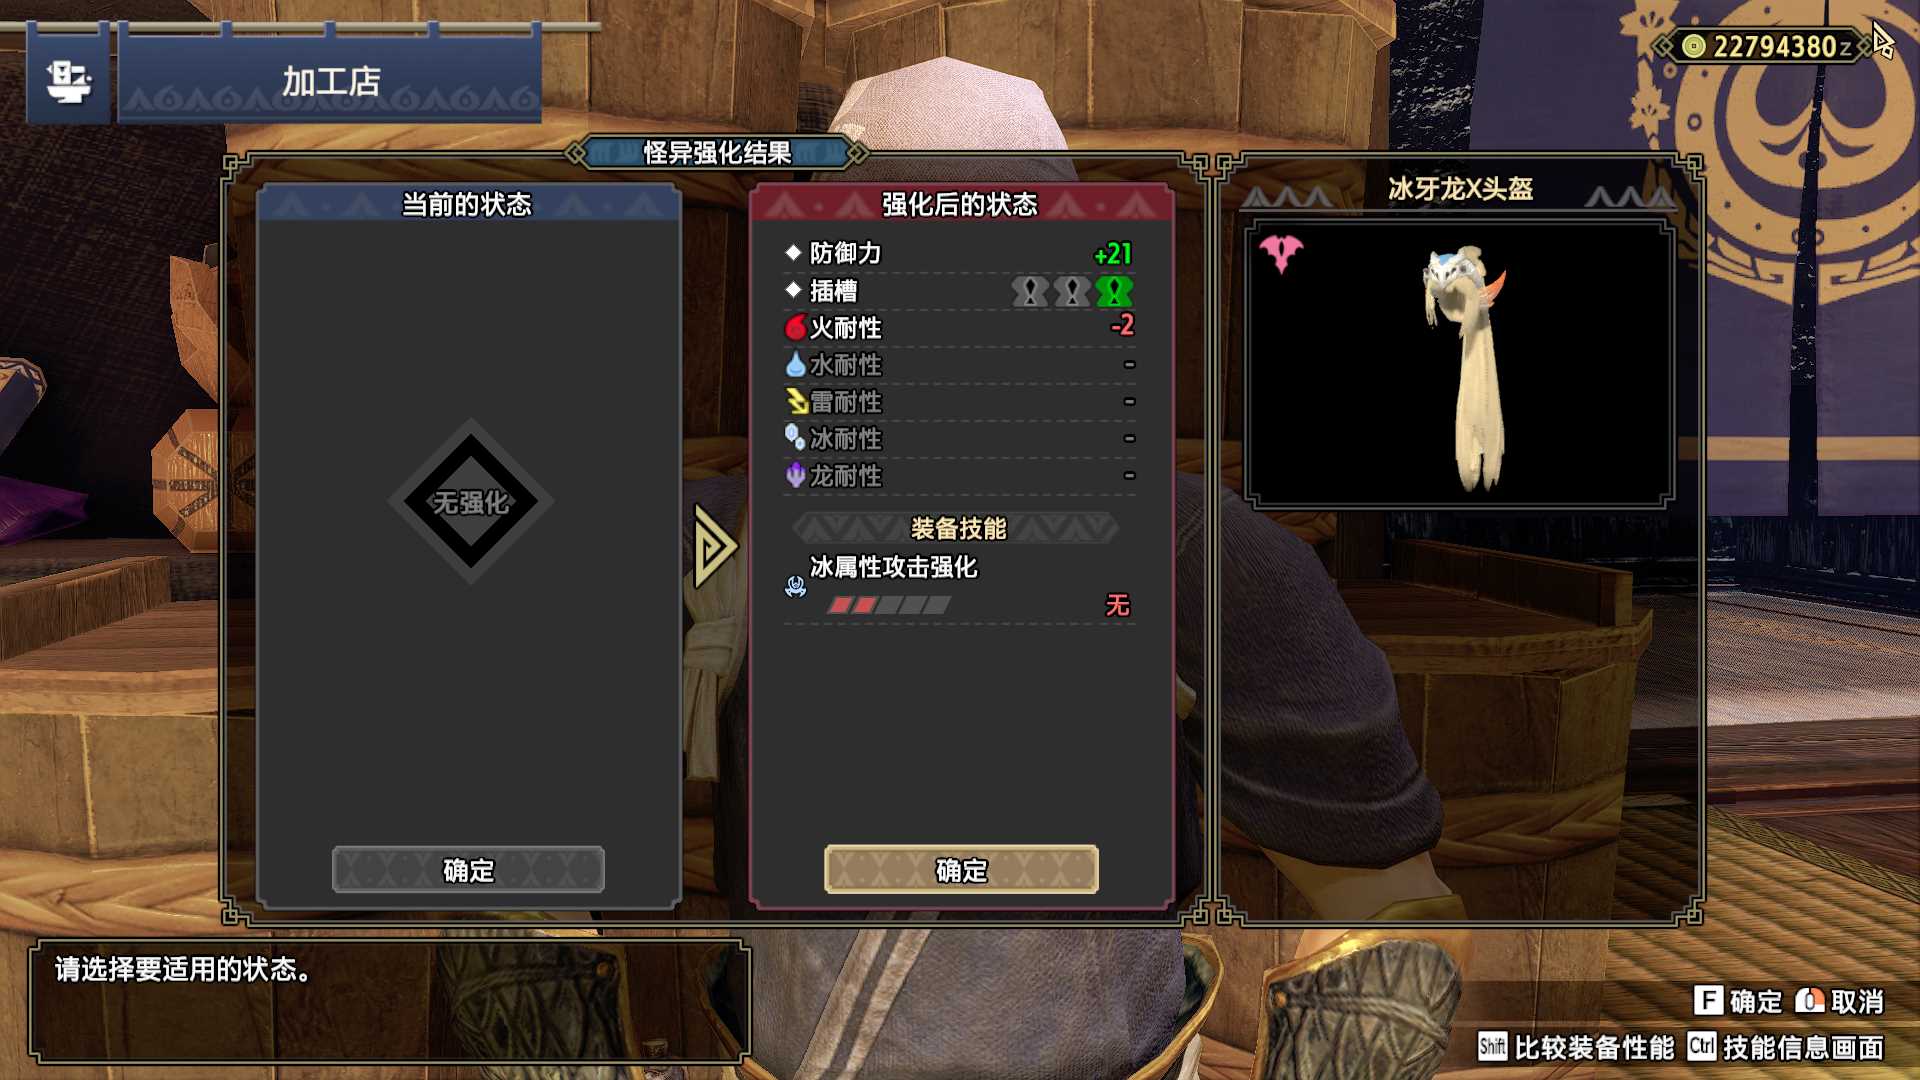 加工店
22794380z
怪异强化结果
当前的状态
无强化
确定
强化后的状态
防御力 +21
插槽
火耐性 -2
水耐性 -
雷耐性 -
冰耐性 -
龙耐性 -
装备技能
冰属性攻击强化
无
确定
冰牙龙X头盔
请选择要适用的状态。
F 确定 取消
Shift 比较装备性能 Ctrl 技能信息画面